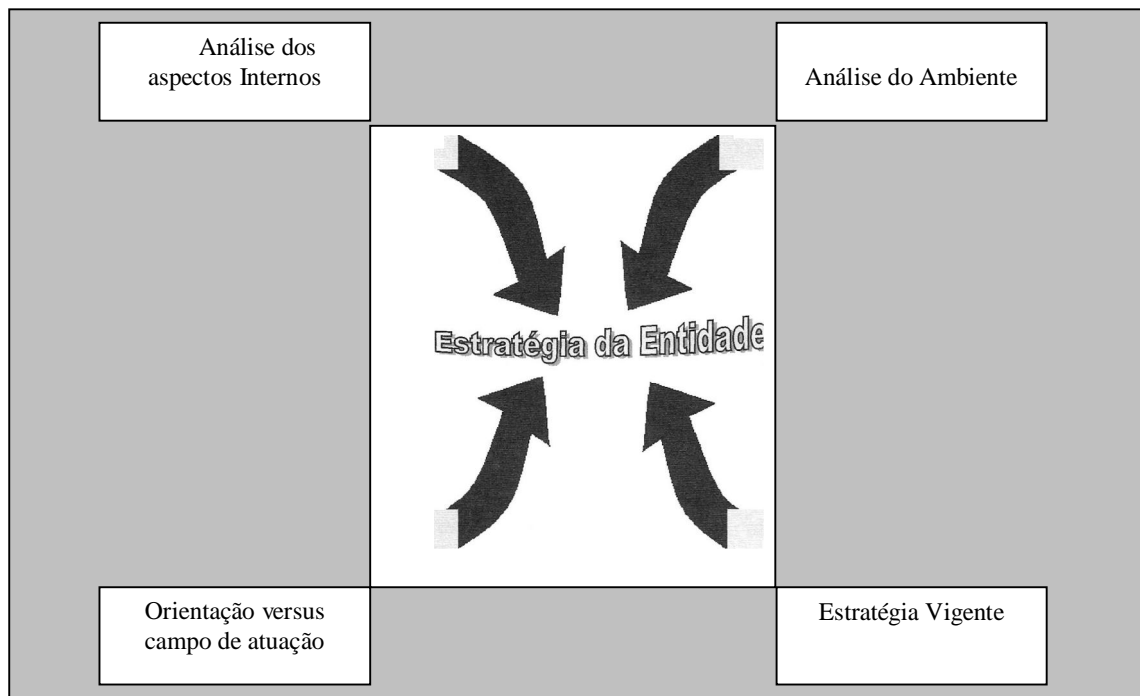 Análise dos
aspectos Internos
Análise do Ambiente
Estratégia da Entidade
Orientação versus
campo de atuação
Estratégia Vigente